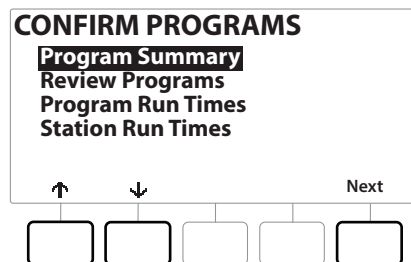 CONFIRM PROGRAMS
Program Summary
Review Programs
Program Run Times
Station Run Times
Next